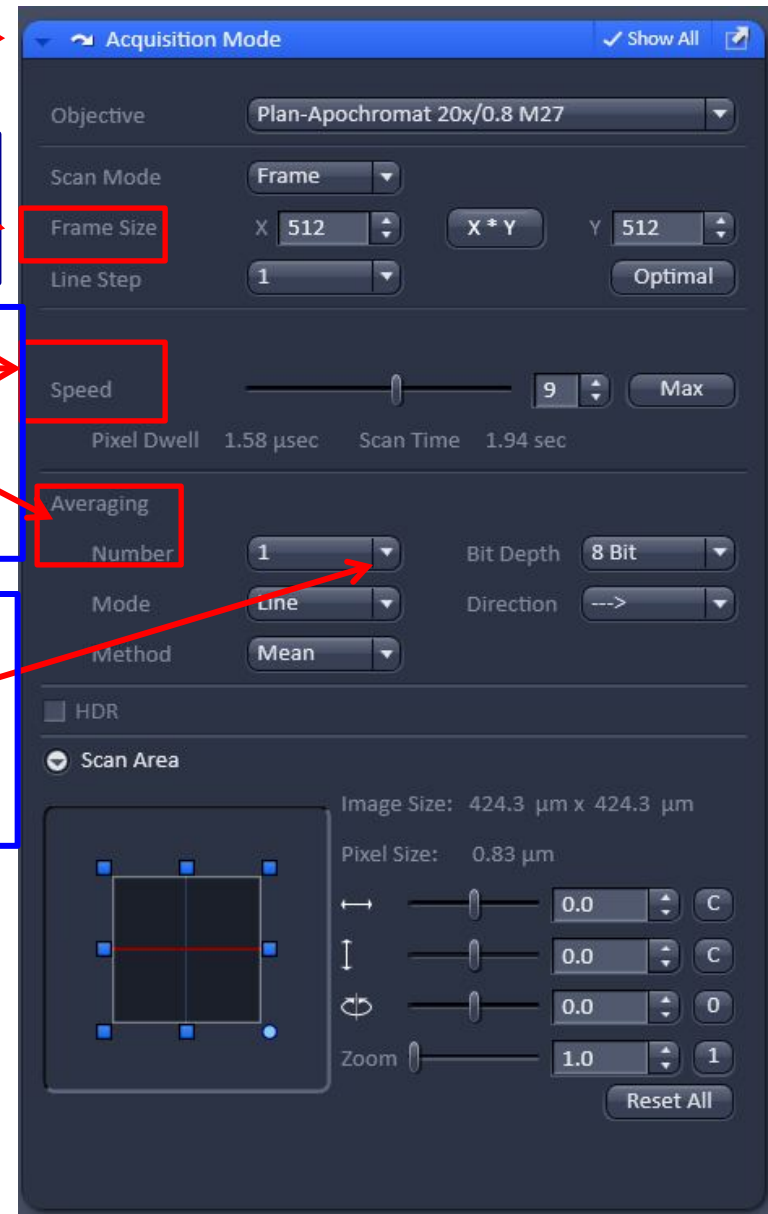 Acquisition Mode ✓ Show All
Objective Plan-Apochromat 20x/0.8 M27
Scan Mode Frame
Frame Size X 512 X * Y Y 512
Line Step 1 Optimal
Speed 9 Max
Pixel Dwell 1.58 µsec Scan Time 1.94 sec
Averaging
Number 1 Bit Depth 8 Bit
Mode Line Direction --->
Method Mean
HDR
Scan Area
Image Size: 424.3 µm x 424.3 µm
Pixel Size: 0.83 µm
0.0 C
0.0 C
0.0 0
Zoom 1.0 1
Reset All